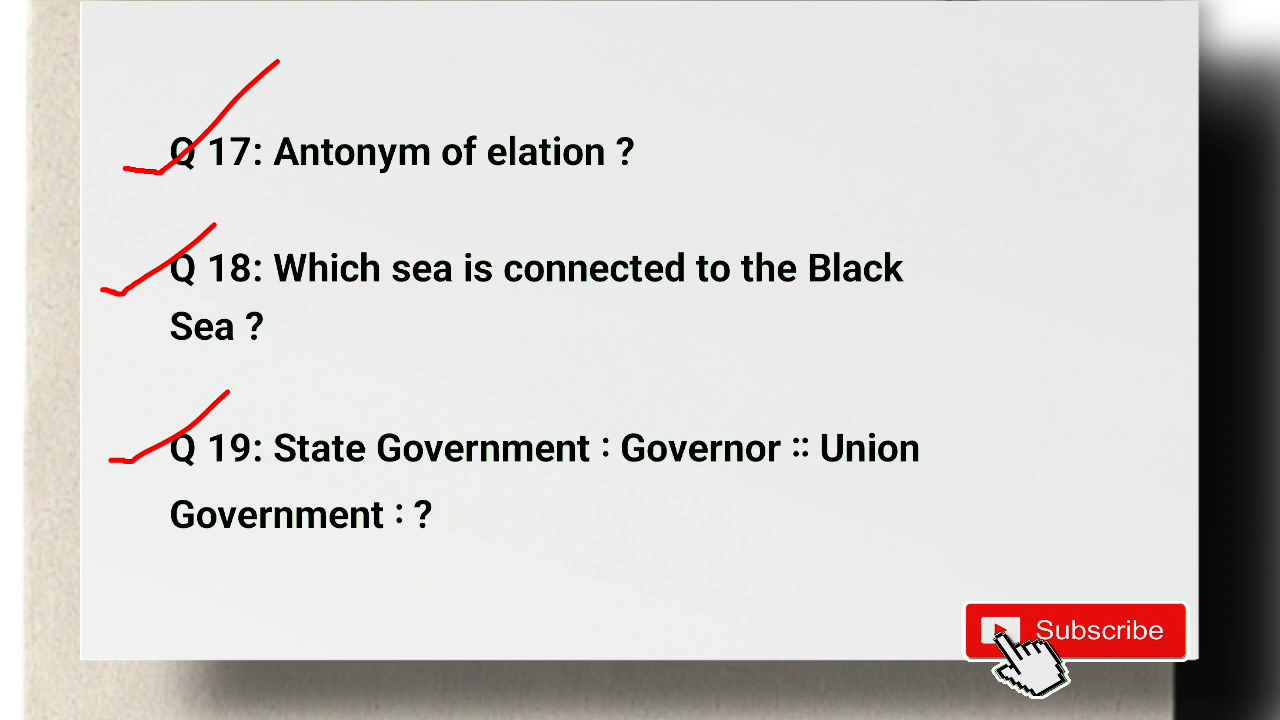 Q 17: Antonym of elation ?
Q 18: Which sea is connected to the Black
Sea ?
Q 19: State Government : Governor :: Union
Government : ?
Subscribe